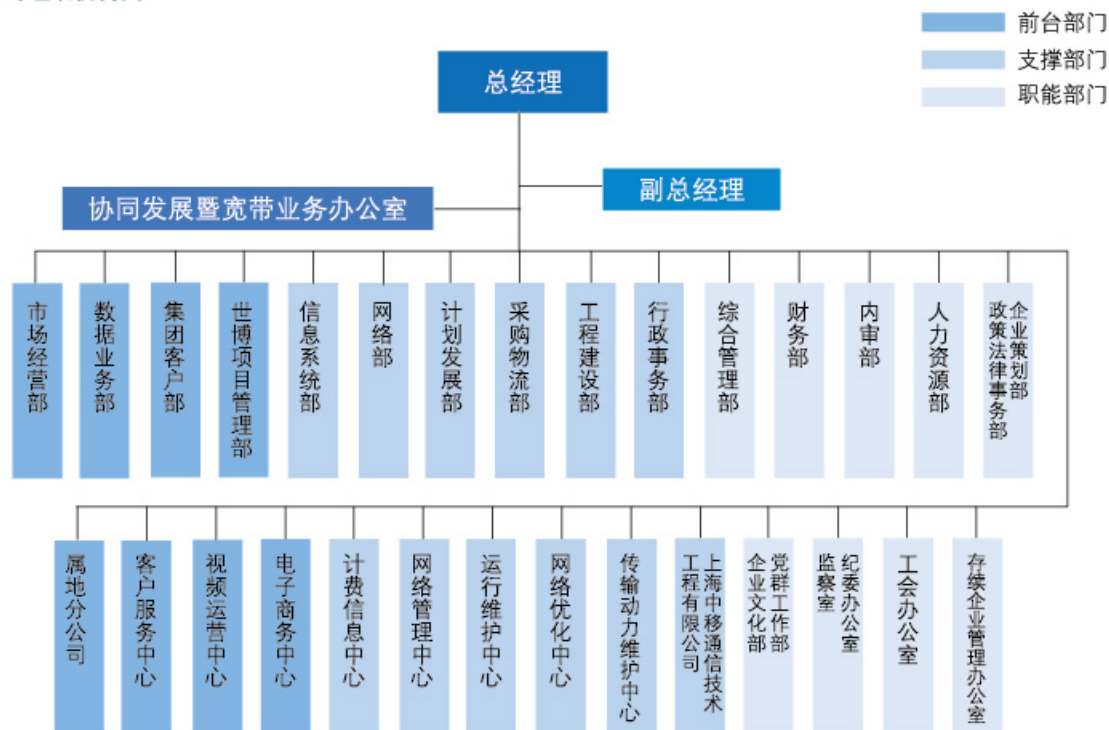 前台部门
支撑部门
职能部门
总经理
副总经理
协同发展暨宽带业务办公室
市场经营部
数据业务部
集团客户部
世博项目管理部
信息系统部
网络部
计划发展部
采购物流部
工程建设部
行政事务部
综合管理部
财务部
内审部
人力资源部
企业策划部
政策法律事务部
属地分公司
客户服务中心
视频运营中心
电子商务中心
计费信息中心
网络管理中心
运行维护中心
网络优化中心
传输动力维护中心
上海中移通信技术
工程有限公司
党群工作部
企业文化部
纪委办公室
监察室
工会办公室
存续企业管理办公室